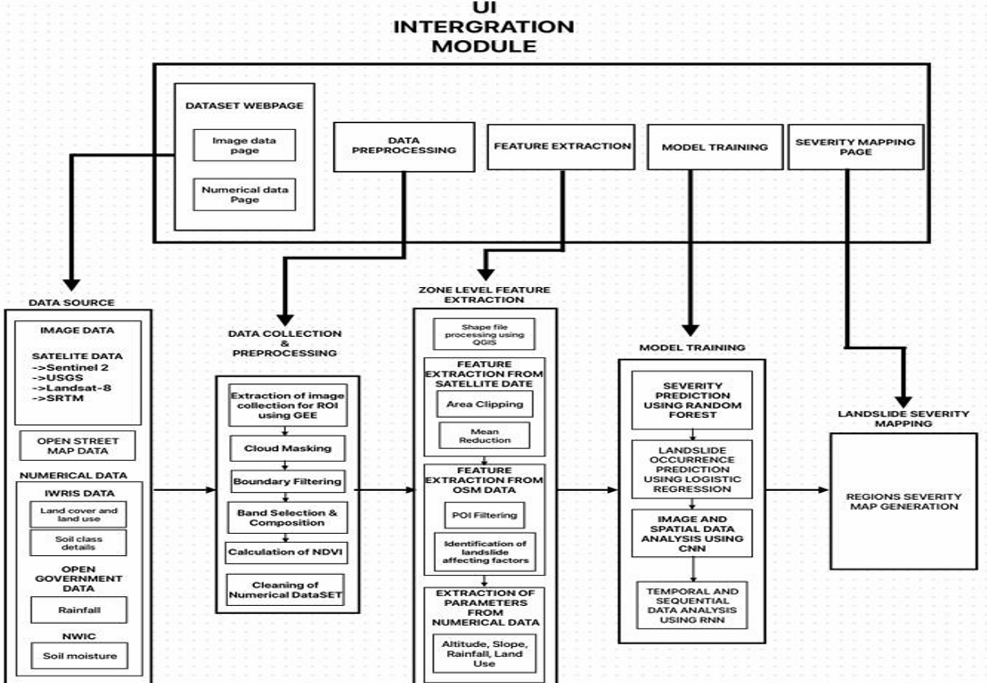 UI
INTERGRATION
MODULE
DATASET WEBPAGE
Image data
page
Numerical data
Page
DATA
PREPROCESSING
FEATURE EXTRACTION
MODEL TRAINING
SEVERITY MAPPING
PAGE
DATA SOURCE
IMAGE DATA
SATELITE DATA
->Sentinel 2
->USGS
->Landsat-8
->SRTM
OPEN STREET
MAP DATA
NUMERICAL DATA
IWRIS DATA
Land cover and
land use
Soil class
details
OPEN
GOVERNMENT
DATA
Rainfall
NWIC
Soil moisture
DATA COLLECTION
&
PREPROCESSING
Extraction of image
collection for ROI
using GEE
Cloud Masking
Boundary Filtering
Band Selection &
Composition
Calculation of NDVI
Cleaning of
Numerical DataSET
ZONE LEVEL FEATURE
EXTRACTION
Shape file
processing using
QGIS
FEATURE
EXTRACTION FROM
SATELLITE DATE
Area Clipping
Mean
Reduction
FEATURE
EXTRACTION FROM
OSM DATA
POI Filtering
Identification of
landslide
affecting factors
EXTRACTION OF
PARAMETERS
FROM
NUMERICAL DATA
Altitude, Slope,
Rainfall, Land
Use
MODEL TRAINING
SEVERITY
PREDICTION
USING RANDOM
FOREST
LANDSLIDE
OCCURRENCE
PREDICTION
USING LOGISTIC
REGRESSION
IMAGE AND
SPATIAL DATA
ANALYSIS USING
CNN
TEMPORAL AND
SEQUENTIAL
DATA ANALYSIS
USING RNN
LANDSLIDE SEVERITY
MAPPING
REGIONS SEVERITY
MAP GENERATION